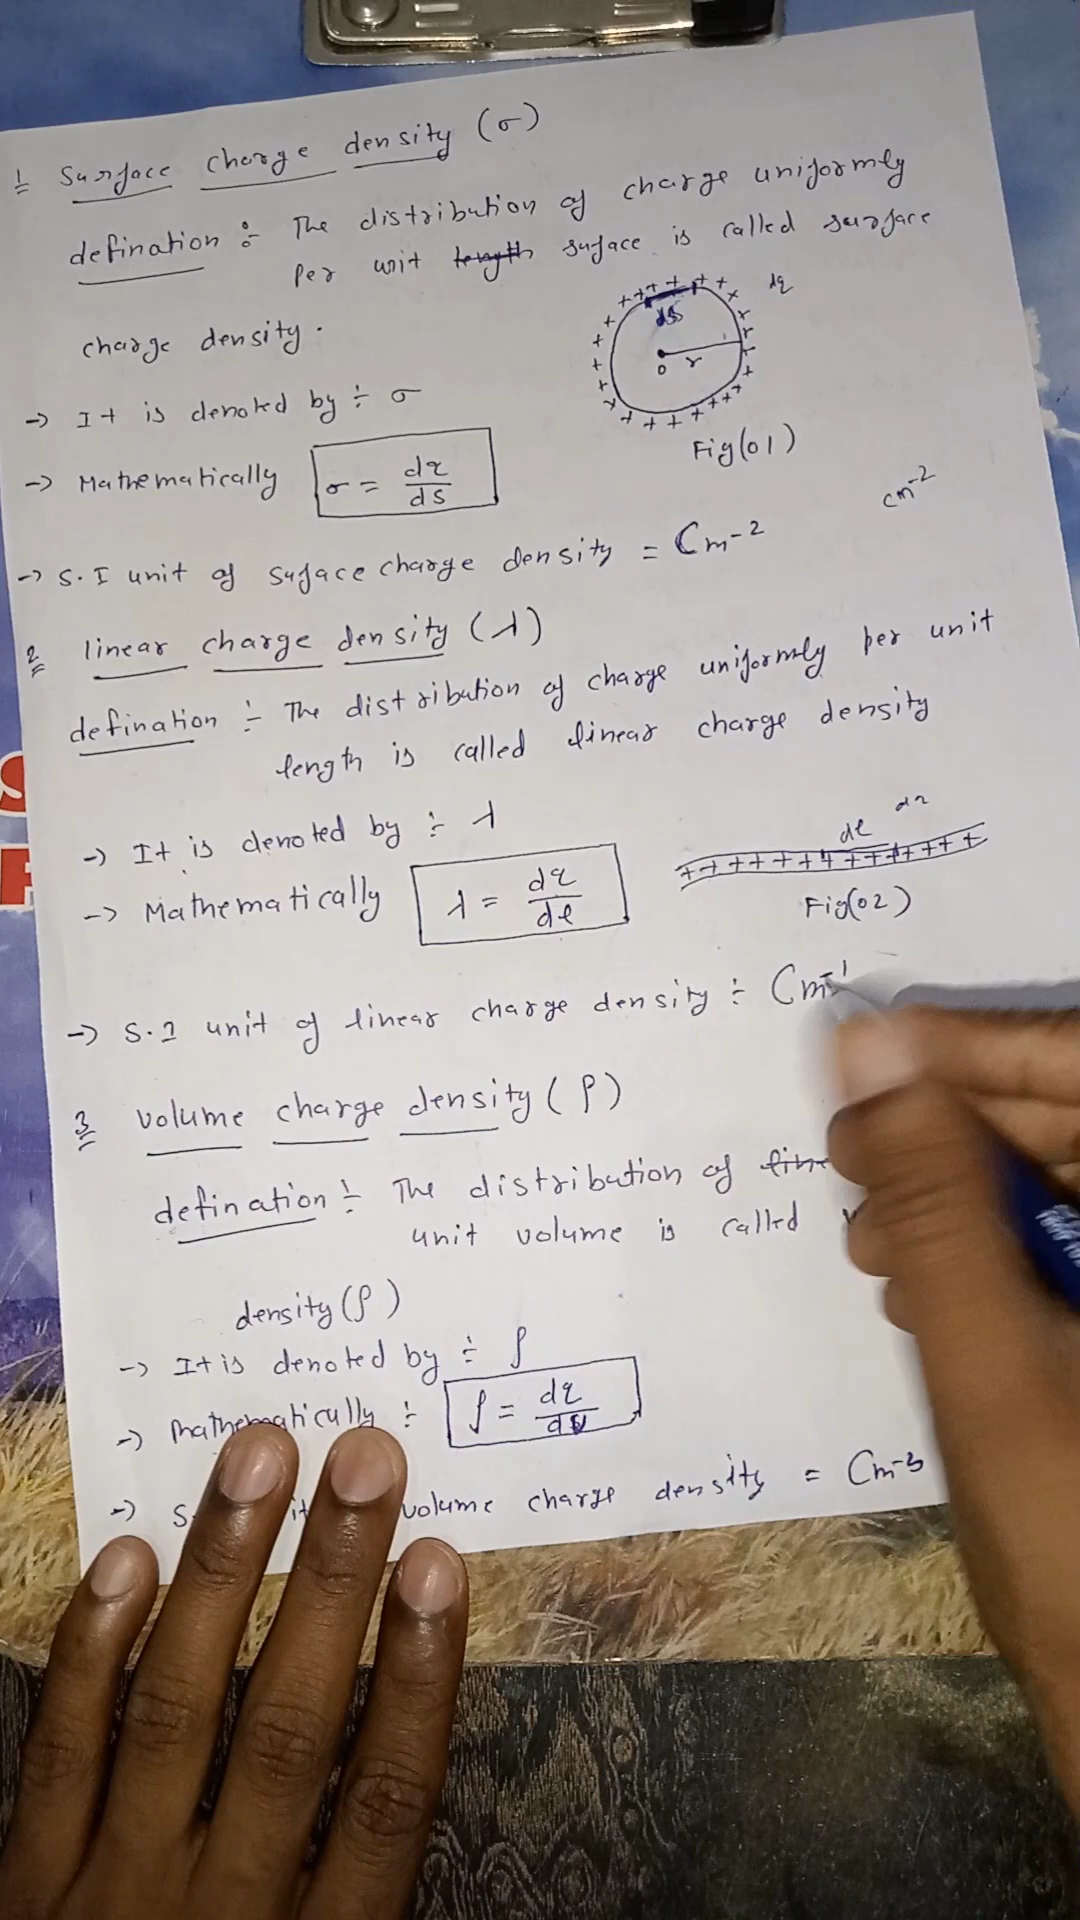 1 Surface charge density (σ)
defination ÷ The distribution of charge uniformly
per unit length suface is called surface
charge density.
dq
ds
o r
Fig(01)
-> It is denoted by ÷ σ
-> Mathematically σ = dq/ds
cm-2
-> S.I unit of suface charge density = Cm-2
2 linear charge density (λ)
defination ÷ The distribution of charge uniformly per unit
length is called linear charge density
-> It is denoted by ÷ λ
dl
-> Mathematically λ = dq/dl
Fig(02)
-> S.I unit of linear charge density ÷ Cm-1
3 volume charge density (ρ)
defination ÷ The distribution of
unit volume is called
density (ρ)
-> It is denoted by ÷ ρ
-> Mathematically ÷ ρ = dq/dv
-> volume charge density = Cm-3